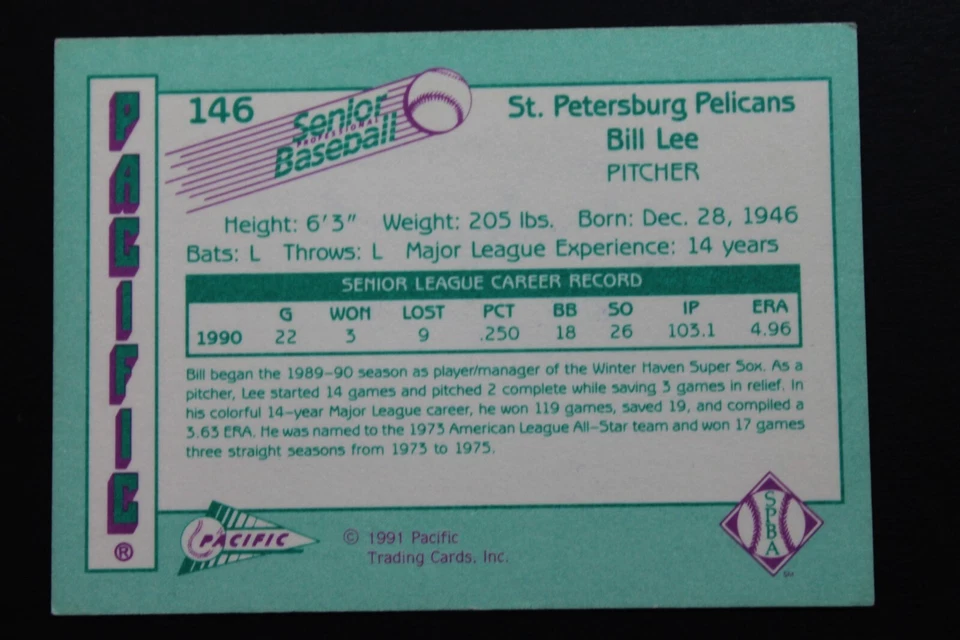 PACIFIC®
146
Senior
PROFESSIONAL
Baseball
St. Petersburg Pelicans
Bill Lee
PITCHER
Height: 6'3" Weight: 205 lbs. Born: Dec. 28, 1946
Bats: L Throws: L Major League Experience: 14 years
SENIOR LEAGUE CAREER RECORD
G WON LOST PCT BB SO IP ERA
1990 22 3 9 .250 18 26 103.1 4.96
Bill began the 1989-90 season as player/manager of the Winter Haven Super Sox. As a
pitcher, Lee started 14 games and pitched 2 complete while saving 3 games in relief. In
his colorful 14-year Major League career, he won 119 games, saved 19, and compiled a
3.63 ERA. He was named to the 1973 American League All-Star team and won 17 games
three straight seasons from 1973 to 1975.
PACIFIC
© 1991 Pacific
Trading Cards, Inc.
SPBA
SM